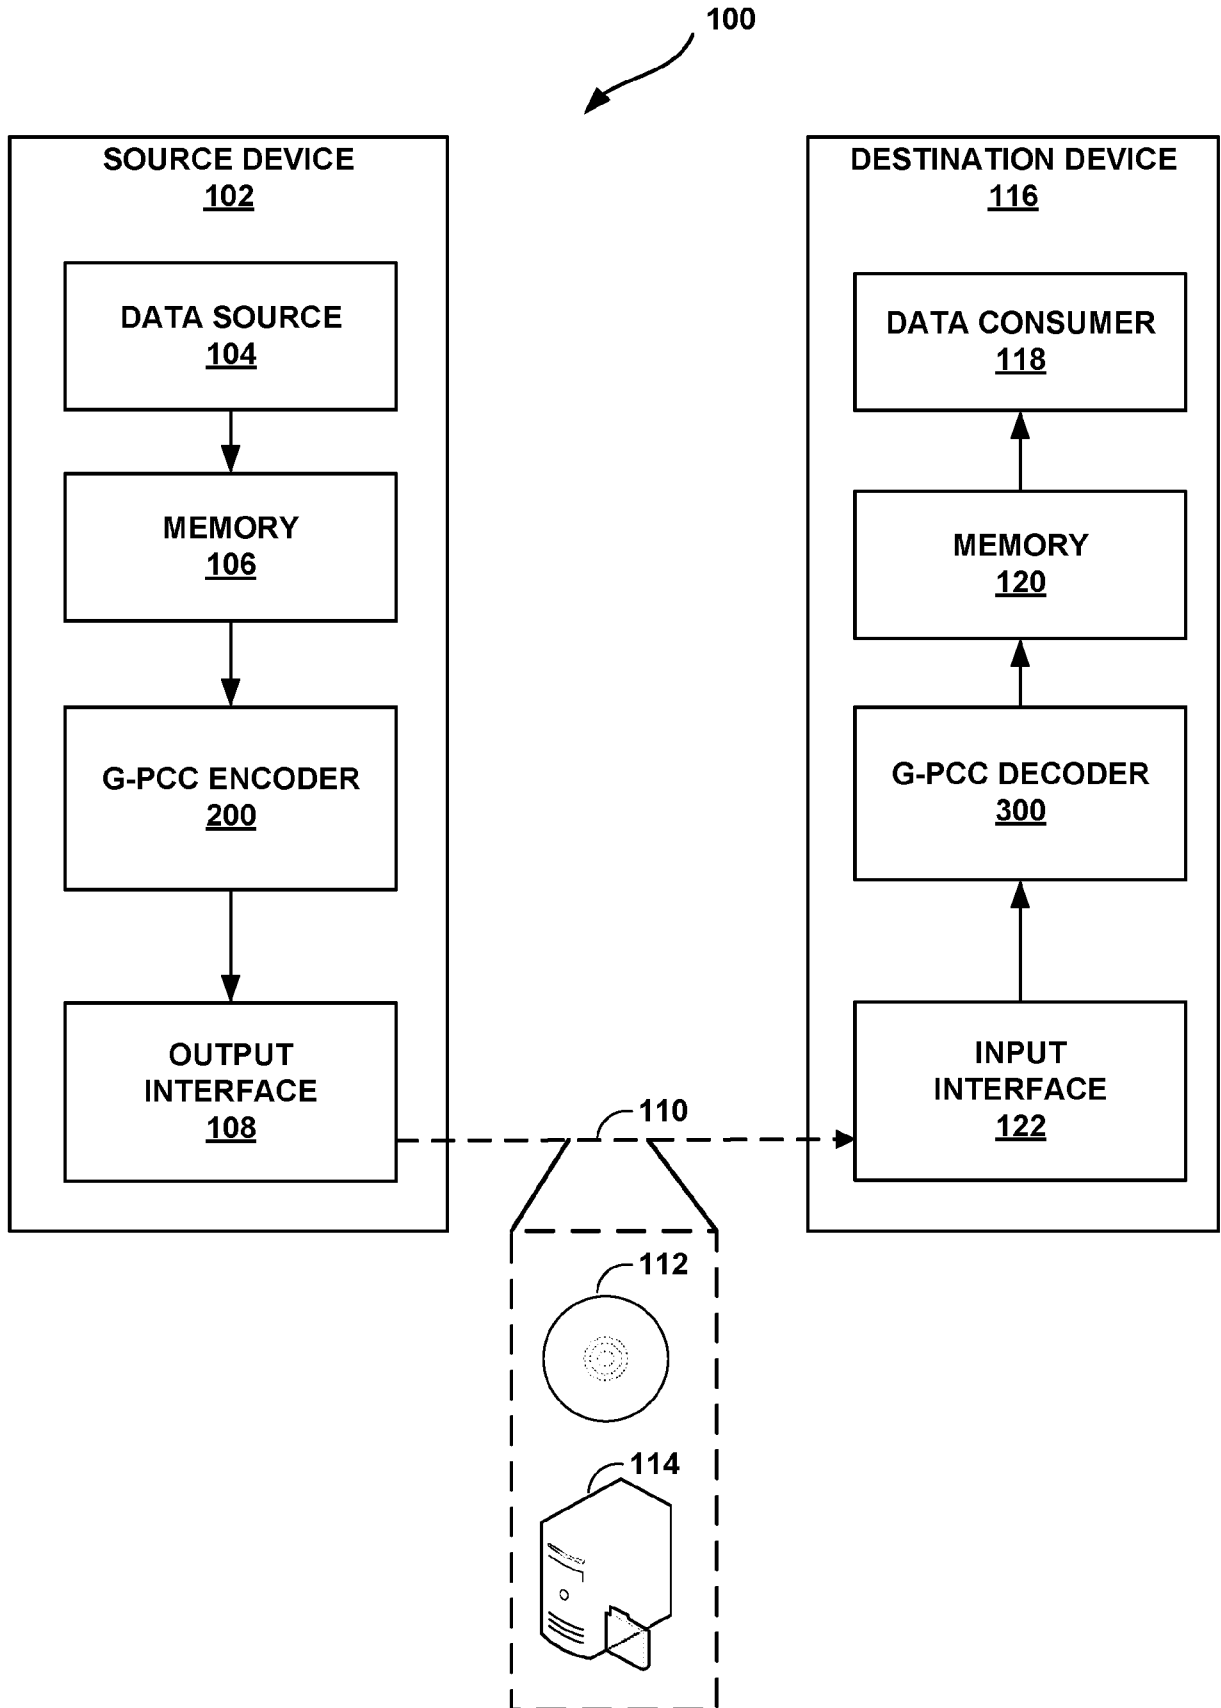 100
SOURCE DEVICE
102
DATA SOURCE
104
MEMORY
106
G-PCC ENCODER
200
OUTPUT
INTERFACE
108
DESTINATION DEVICE
116
DATA CONSUMER
118
MEMORY
120
G-PCC DECODER
300
INPUT
INTERFACE
122
110
112
114